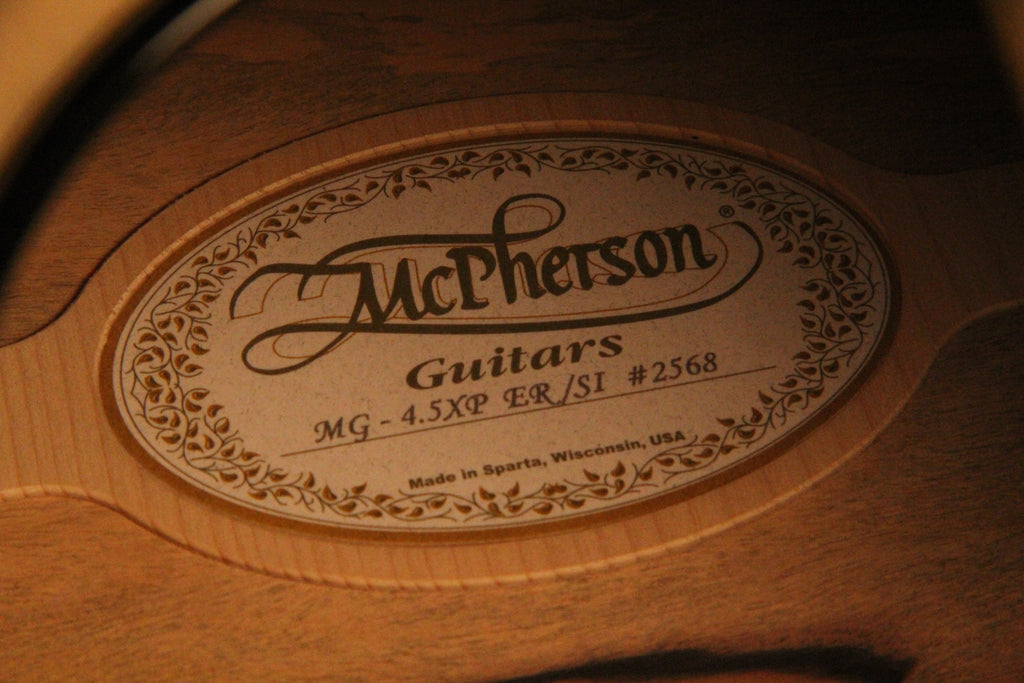 McPherson®
Guitars
MG - 4.5XP ER/SI #2568
Made in Sparta, Wisconsin, USA